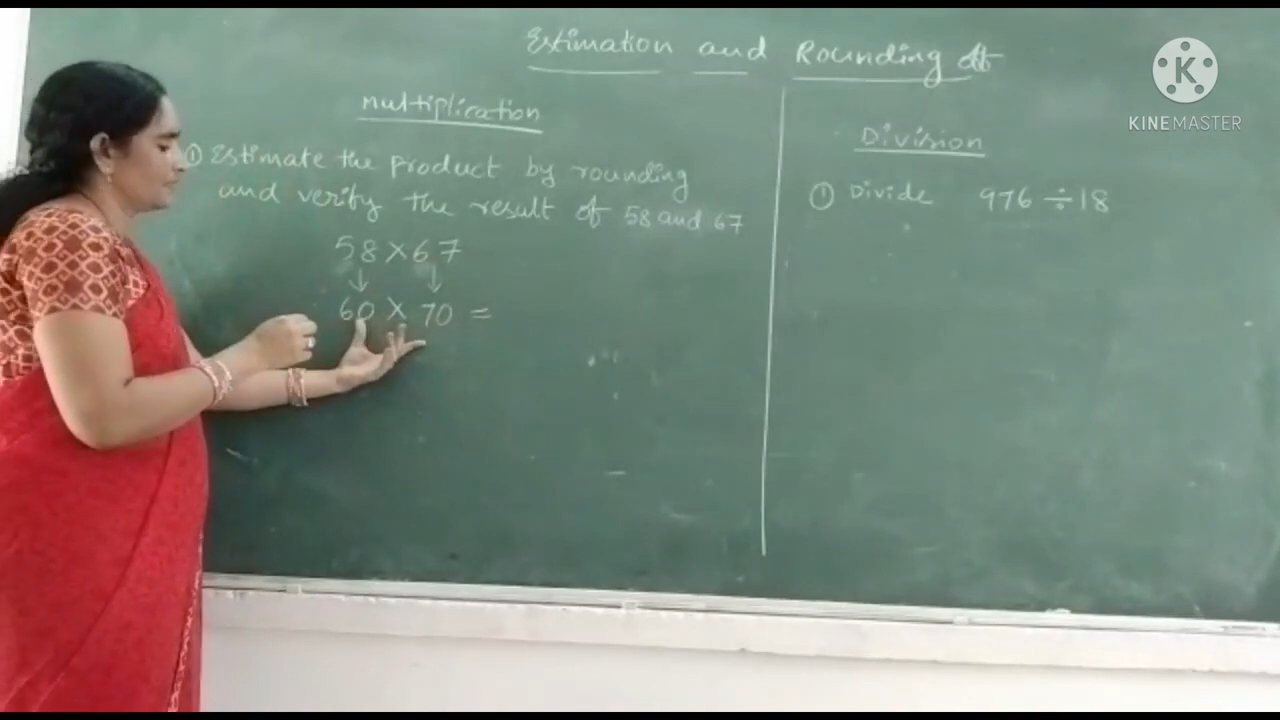 Estimation and Rounding off
Multiplication
① Estimate the product by rounding
and verify the result of 58 and 67
58 × 67
↓ ↓
60 × 70 =
Division
① Divide 976 ÷ 18
KINEMASTER